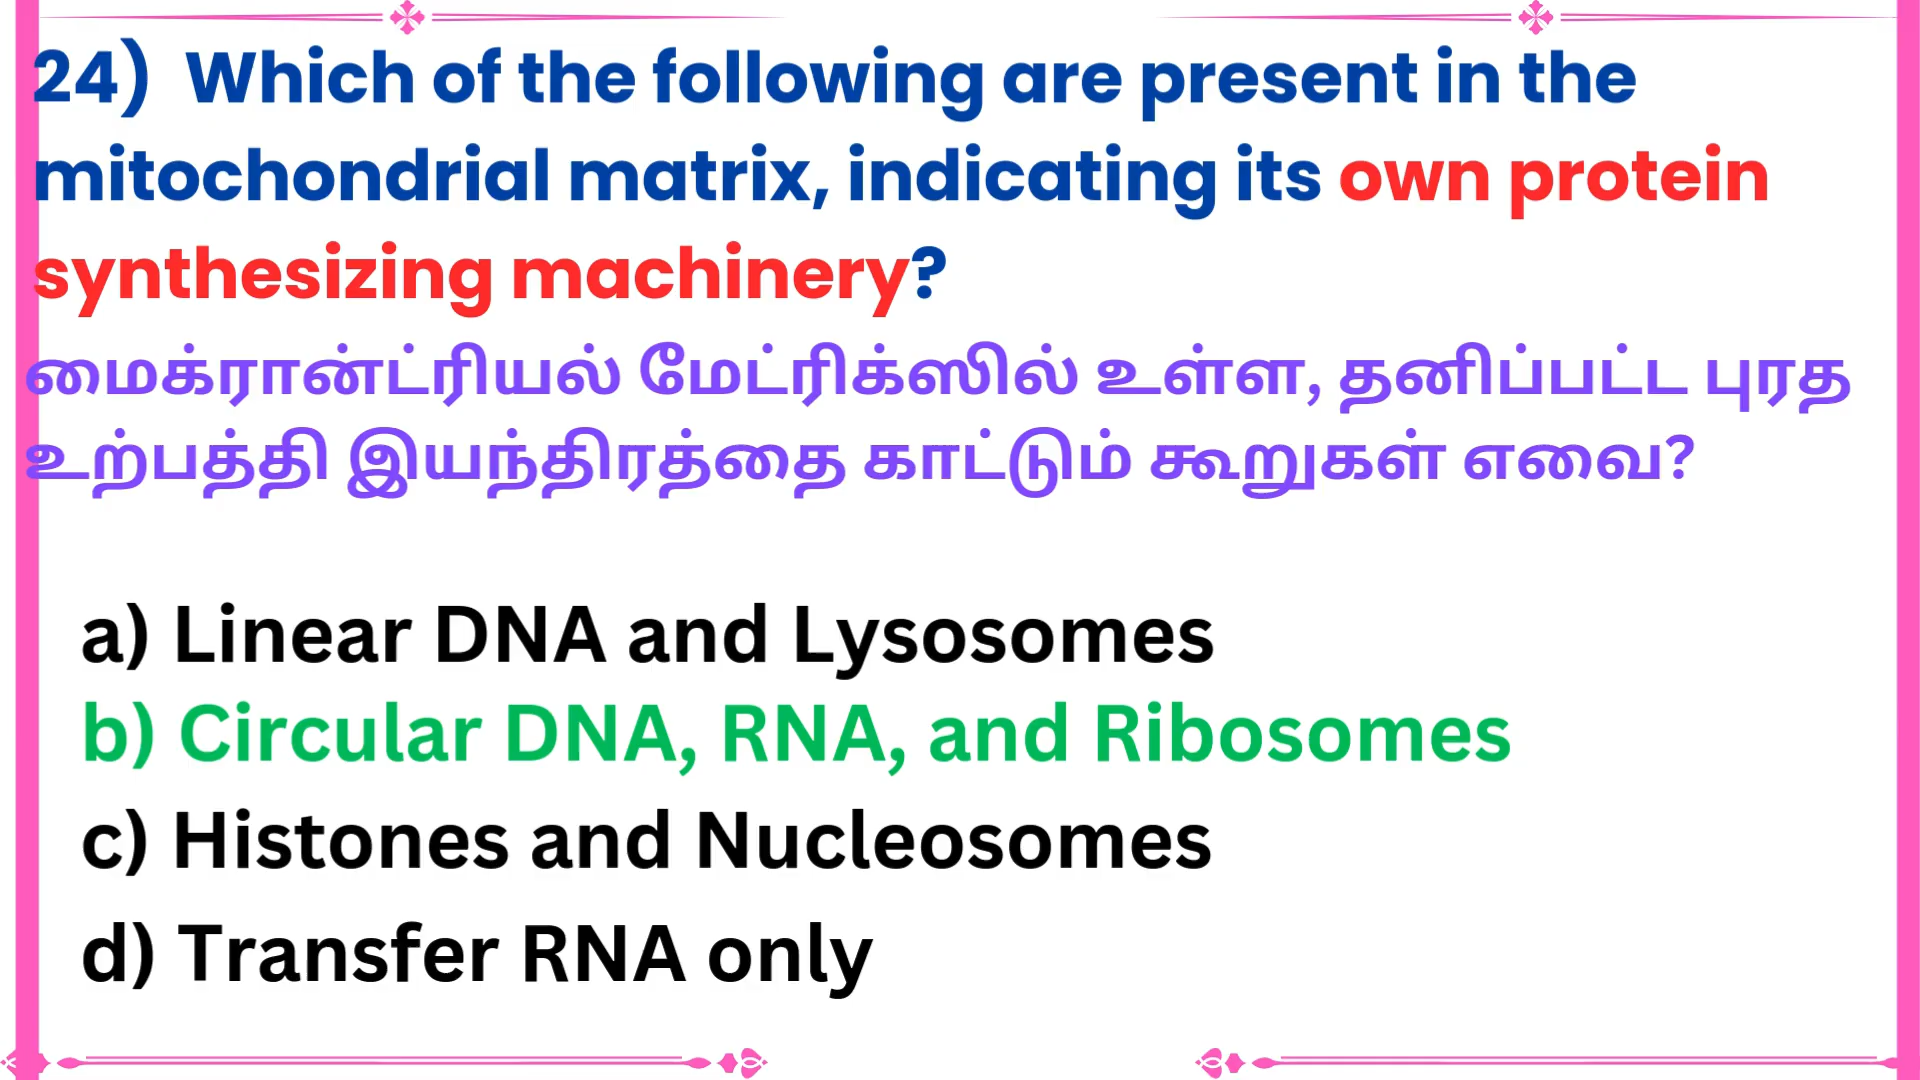 24) Which of the following are present in the
mitochondrial matrix, indicating its own protein
synthesizing machinery?
மைக்ரான்ட்ரியல் மேட்ரிக்ஸில் உள்ள, தனிப்பட்ட புரத
உற்பத்தி இயந்திரத்தை காட்டும் கூறுகள் எவை?
a) Linear DNA and Lysosomes
b) Circular DNA, RNA, and Ribosomes
c) Histones and Nucleosomes
d) Transfer RNA only